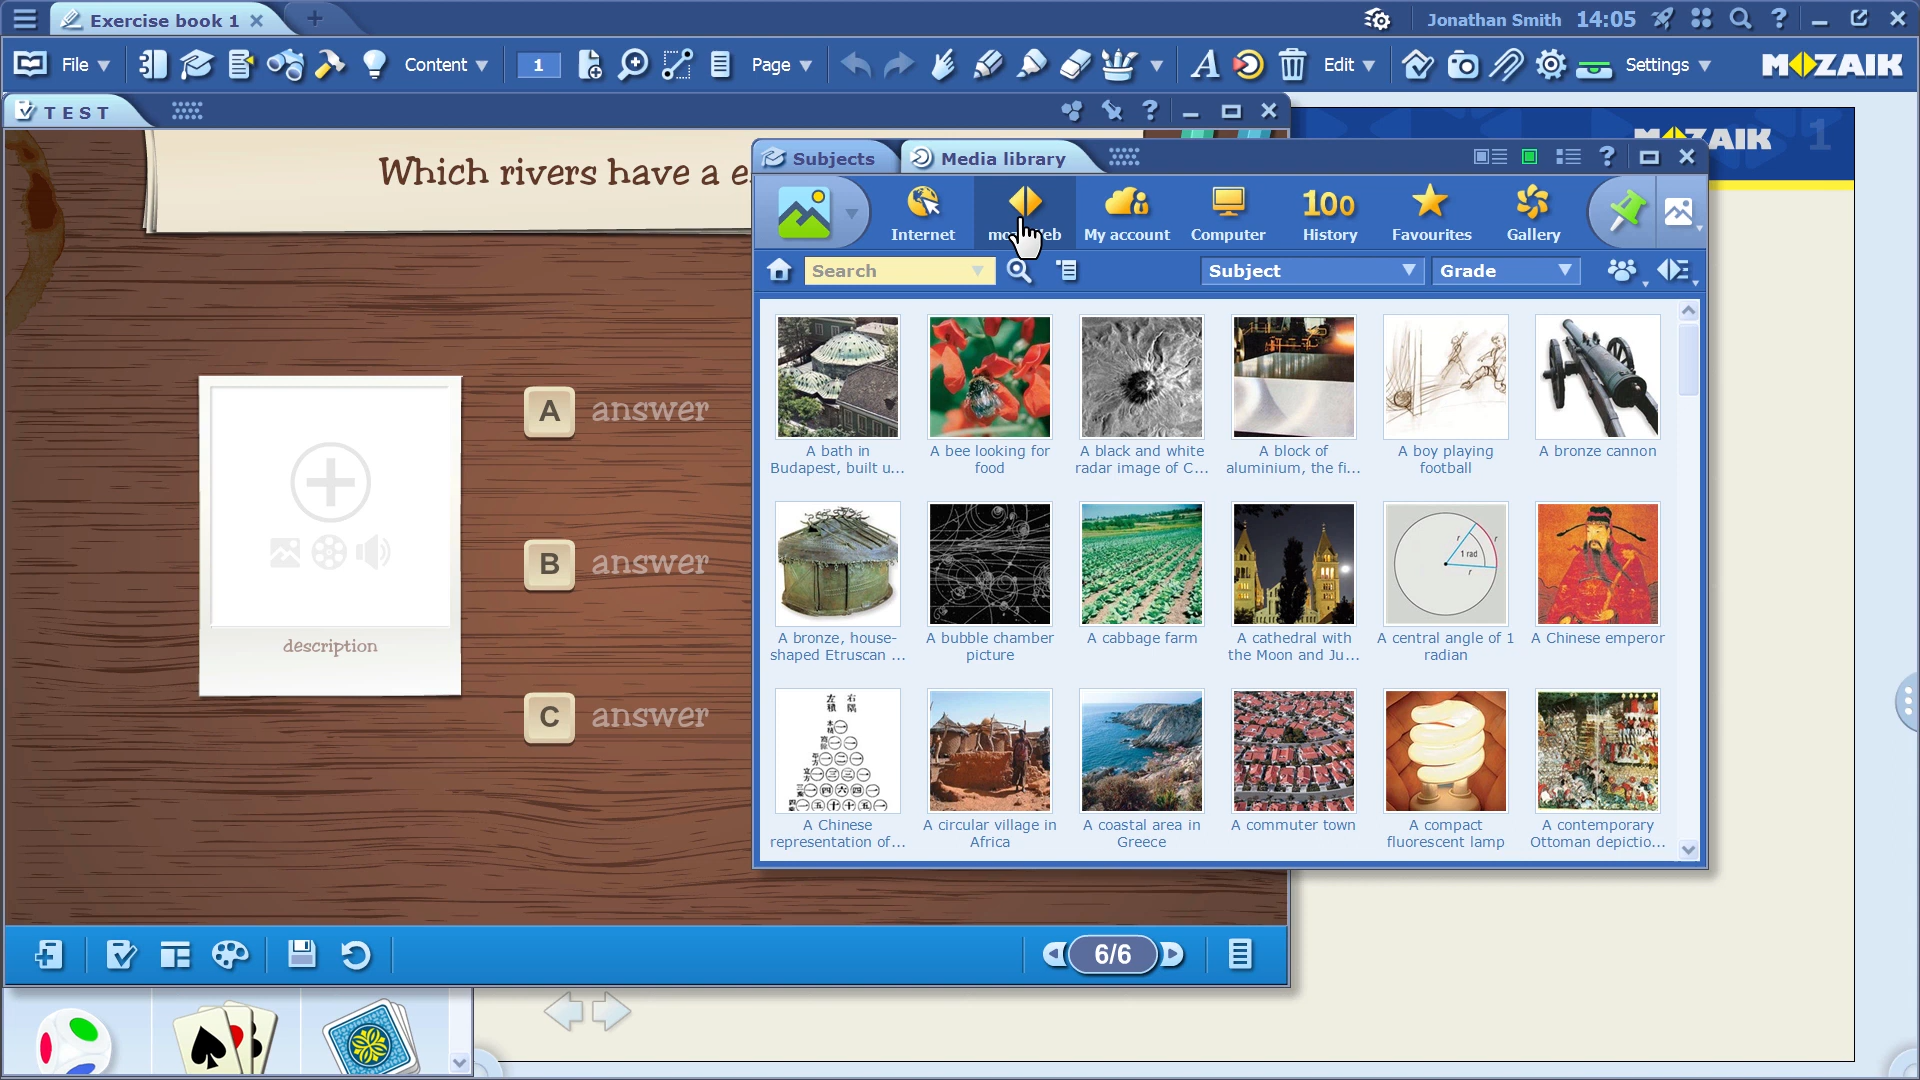 Exercise book 1
Jonathan Smith 14:05
File
Content
1
Page
Edit
Settings
MOZAIK
TEST
Which rivers have a
A answer
B answer
C answer
description
6/6
1
Subjects
Media library
Internet
My account
Computer
100
History
Favourites
Gallery
Search
Subject
Grade
A bath in
Budapest, built u...
A bee looking for
food
A black and white
radar image of C...
A block of
aluminium, the fi...
A boy playing
football
A bronze cannon
A bronze, house-
shaped Etruscan ...
A bubble chamber
picture
A cabbage farm
A cathedral with
the Moon and Ju...
r
r
1 rad
r
A central angle of 1
radian
A Chinese emperor
A Chinese
representation of...
A circular village in
Africa
A coastal area in
Greece
A commuter town
A compact
fluorescent lamp
A contemporary
Ottoman depictio...